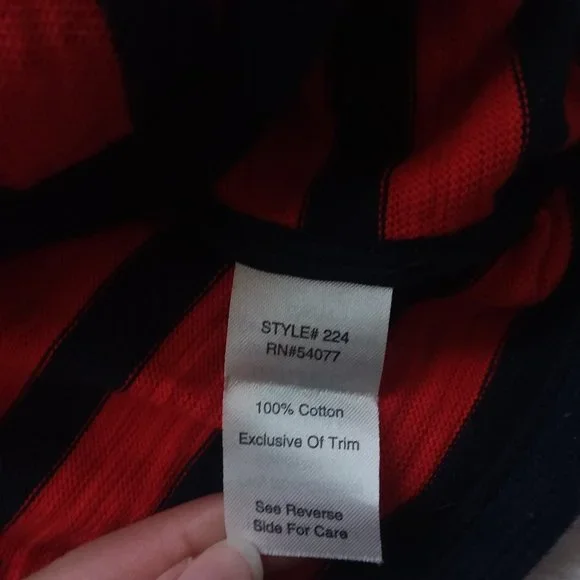 STYLE# 224
RN#54077
100% Cotton
Exclusive Of Trim
See Reverse
Side For Care